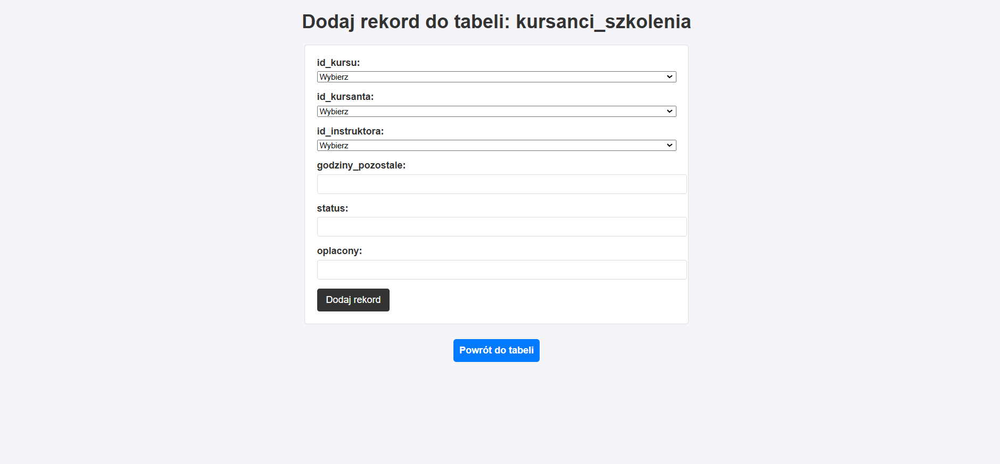 Dodaj rekord do tabeli: kursanci_szkolenia
id_kursu:
Wybierz
id_kursanta:
Wybierz
id_instruktora:
Wybierz
godziny_pozostale:
status:
oplacony:
Dodaj rekord
Powrót do tabeli